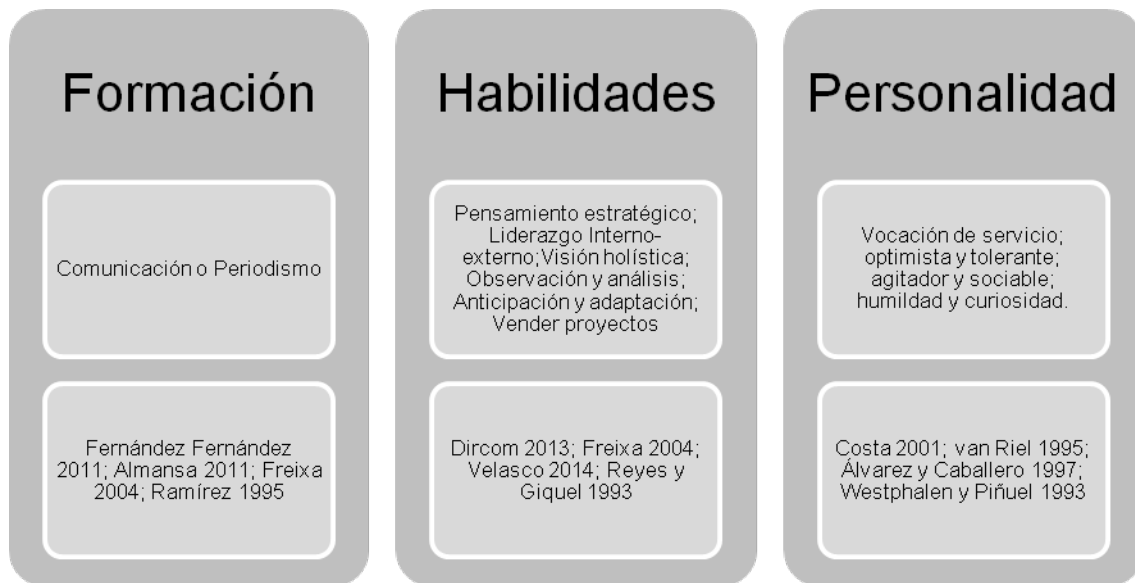 Formación
Comunicación o Periodismo
Fernández Fernández
2011; Almansa 2011; Freixa
2004; Ramírez 1995
Habilidades
Pensamiento estratégico;
Liderazgo Interno-
externo;Visión holística;
Observación y análisis;
Anticipación y adaptación;
Vender proyectos
Dircom 2013; Freixa 2004;
Velasco 2014; Reyes y
Giquel 1993
Personalidad
Vocación de servicio;
optimista y tolerante;
agitador y sociable;
humildad y curiosidad.
Costa 2001; van Riel 1995;
Álvarez y Caballero 1997;
Westphalen y Piñuel 1993